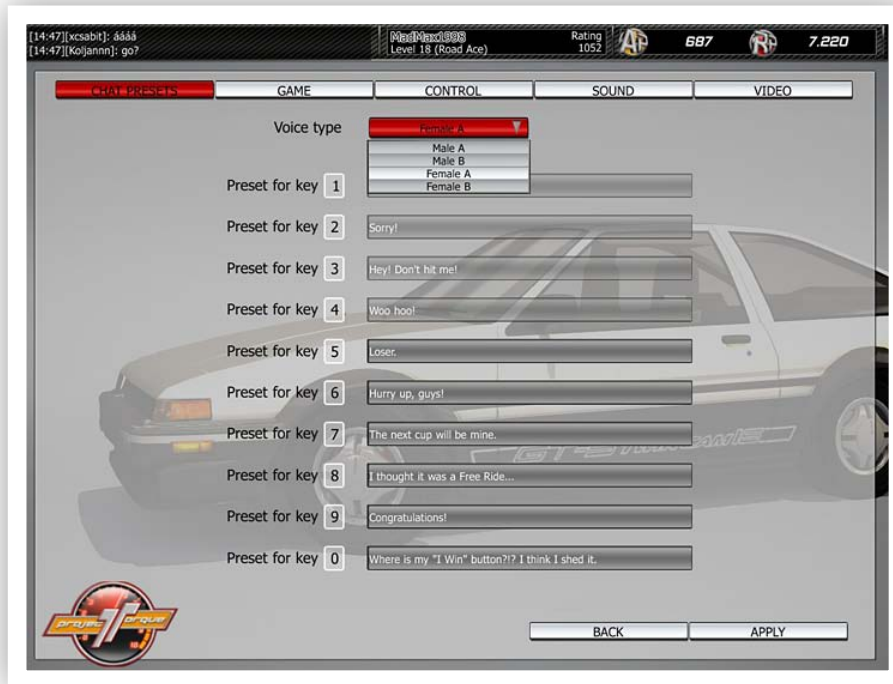 [14:47][xcsabit]: áááá
[14:47][Koljannn]: go?
MadMax1998
Level 18 (Road Ace)
Rating
1052
AP
687
RP
7.220
CHAT PRESETS
GAME
CONTROL
SOUND
VIDEO
Voice type
Female A
Male A
Male B
Female A
Female B
Preset for key 1
Preset for key 2 Sorry!
Preset for key 3 Hey! Don't hit me!
Preset for key 4 Woo hoo!
Preset for key 5 Loser.
Preset for key 6 Hurry up, guys!
Preset for key 7 The next cup will be mine.
Preset for key 8 I thought it was a Free Ride...
Preset for key 9 Congratulations!
Preset for key 0 Where is my "I Win" button?!? I think I shed it.
project Torque
BACK
APPLY